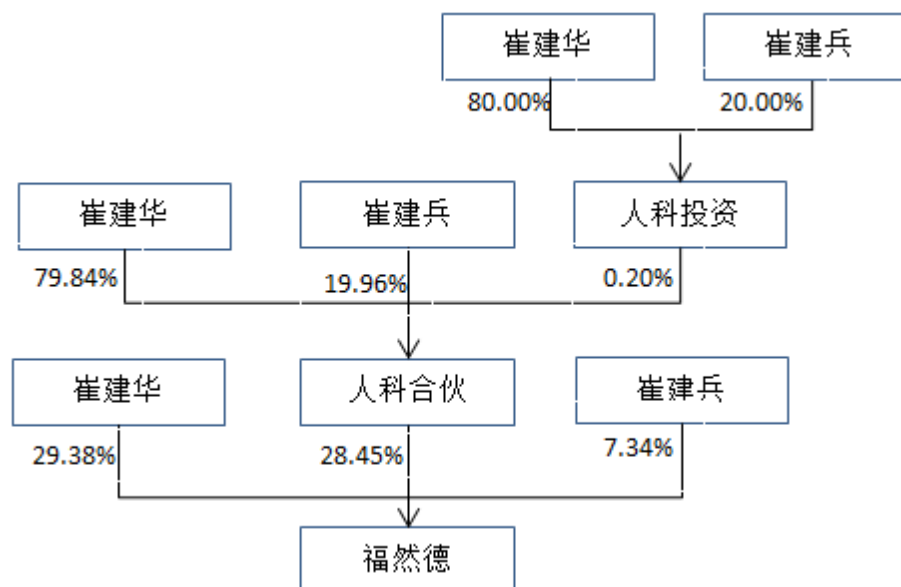 崔建华
崔建兵
80.00%
20.00%
崔建华
崔建兵
人科投资
79.84%
19.96%
0.20%
崔建华
人科合伙
崔建兵
29.38%
28.45%
7.34%
福然德